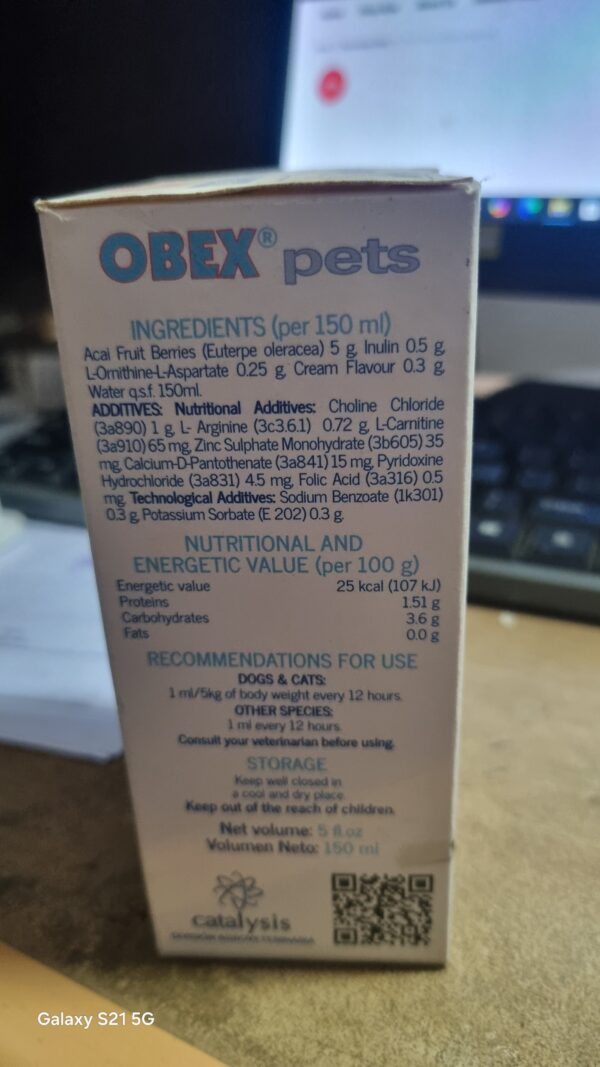 OBEX® pets
INGREDIENTS (per 150 ml)
Acai Fruit Berries (Euterpe oleracea) 5 g, Inulin 0.5 g,
L-Ornithine-L-Aspartate 0.25 g, Cream Flavour 0.3 g,
Water q.s.f. 150ml.
ADDITIVES: Nutritional Additives: Choline Chloride
(3a890) 1 g, L- Arginine (3c3.6.1) 0.72 g, L-Carnitine
(3a910) 65 mg, Zinc Sulphate Monohydrate (3b605) 35
mg, Calcium-D-Pantothenate (3a841) 15 mg, Pyridoxine
Hydrochloride (3a831) 4.5 mg, Folic Acid (3a316) 0.5
mg. Technological Additives: Sodium Benzoate (1k301)
0.3 g, Potassium Sorbate (E 202) 0.3 g.
NUTRITIONAL AND
ENERGETIC VALUE (per 100 g)
Energetic value 25 kcal (107 kJ)
Proteins 1.51 g
Carbohydrates 3.6 g
Fats 0.0 g
RECOMMENDATIONS FOR USE
DOGS & CATS:
1 ml/5kg of body weight every 12 hours.
OTHER SPECIES:
1 ml every 12 hours.
Consult your veterinarian before using.
STORAGE
Keep well closed in
a cool and dry place.
Keep out of the reach of children.
Net volume: 5 fl.oz
Volumen Neto: 150 ml
catalysis
Galaxy S21 5G